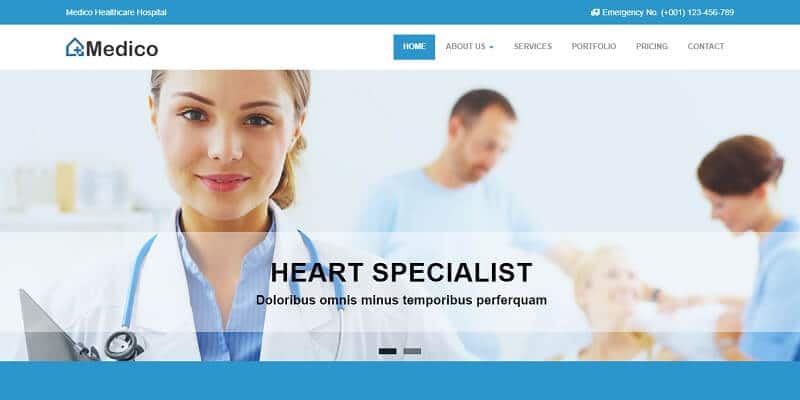 Medico Healthcare Hospital
Emergency No. (+001) 123-456-789
Medico
HOME ABOUT US SERVICES PORTFOLIO PRICING CONTACT
HEART SPECIALIST
Doloribus omnis minus temporibus perferquam